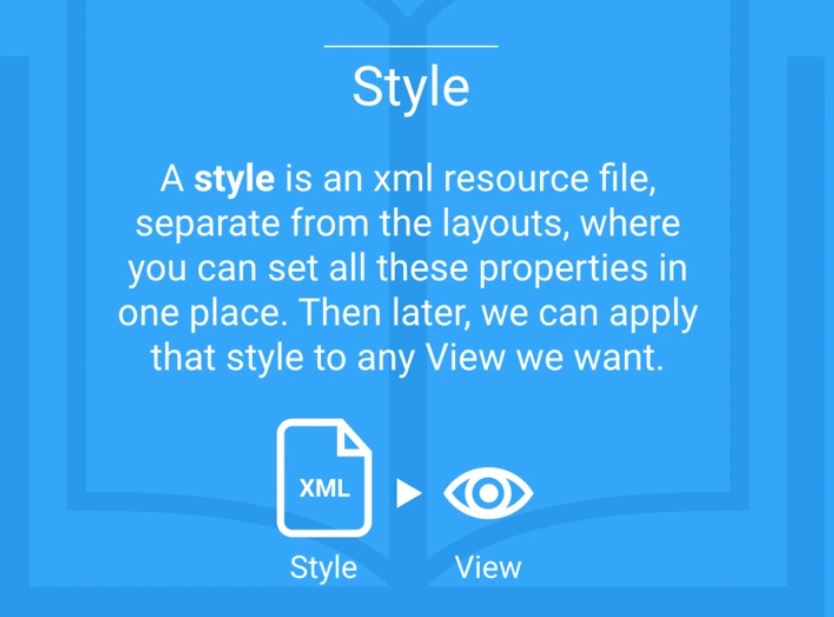 Style
A style is an xml resource file,
separate from the layouts, where
you can set all these properties in
one place. Then later, we can apply
that style to any View we want.
XML
Style View